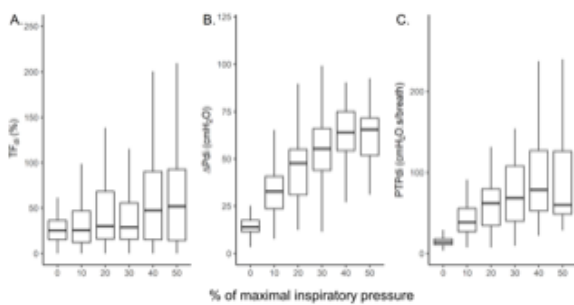 A.
B.
C.
TFdi (%)
250
200
150
100
50
0
0 10 20 30 40 50
ΔPdi (cmH2O)
125
100
75
50
25
0
0 10 20 30 40 50
PTPdi (cmH2O.s/breath)
200
100
0
0 10 20 30 40 50
% of maximal inspiratory pressure